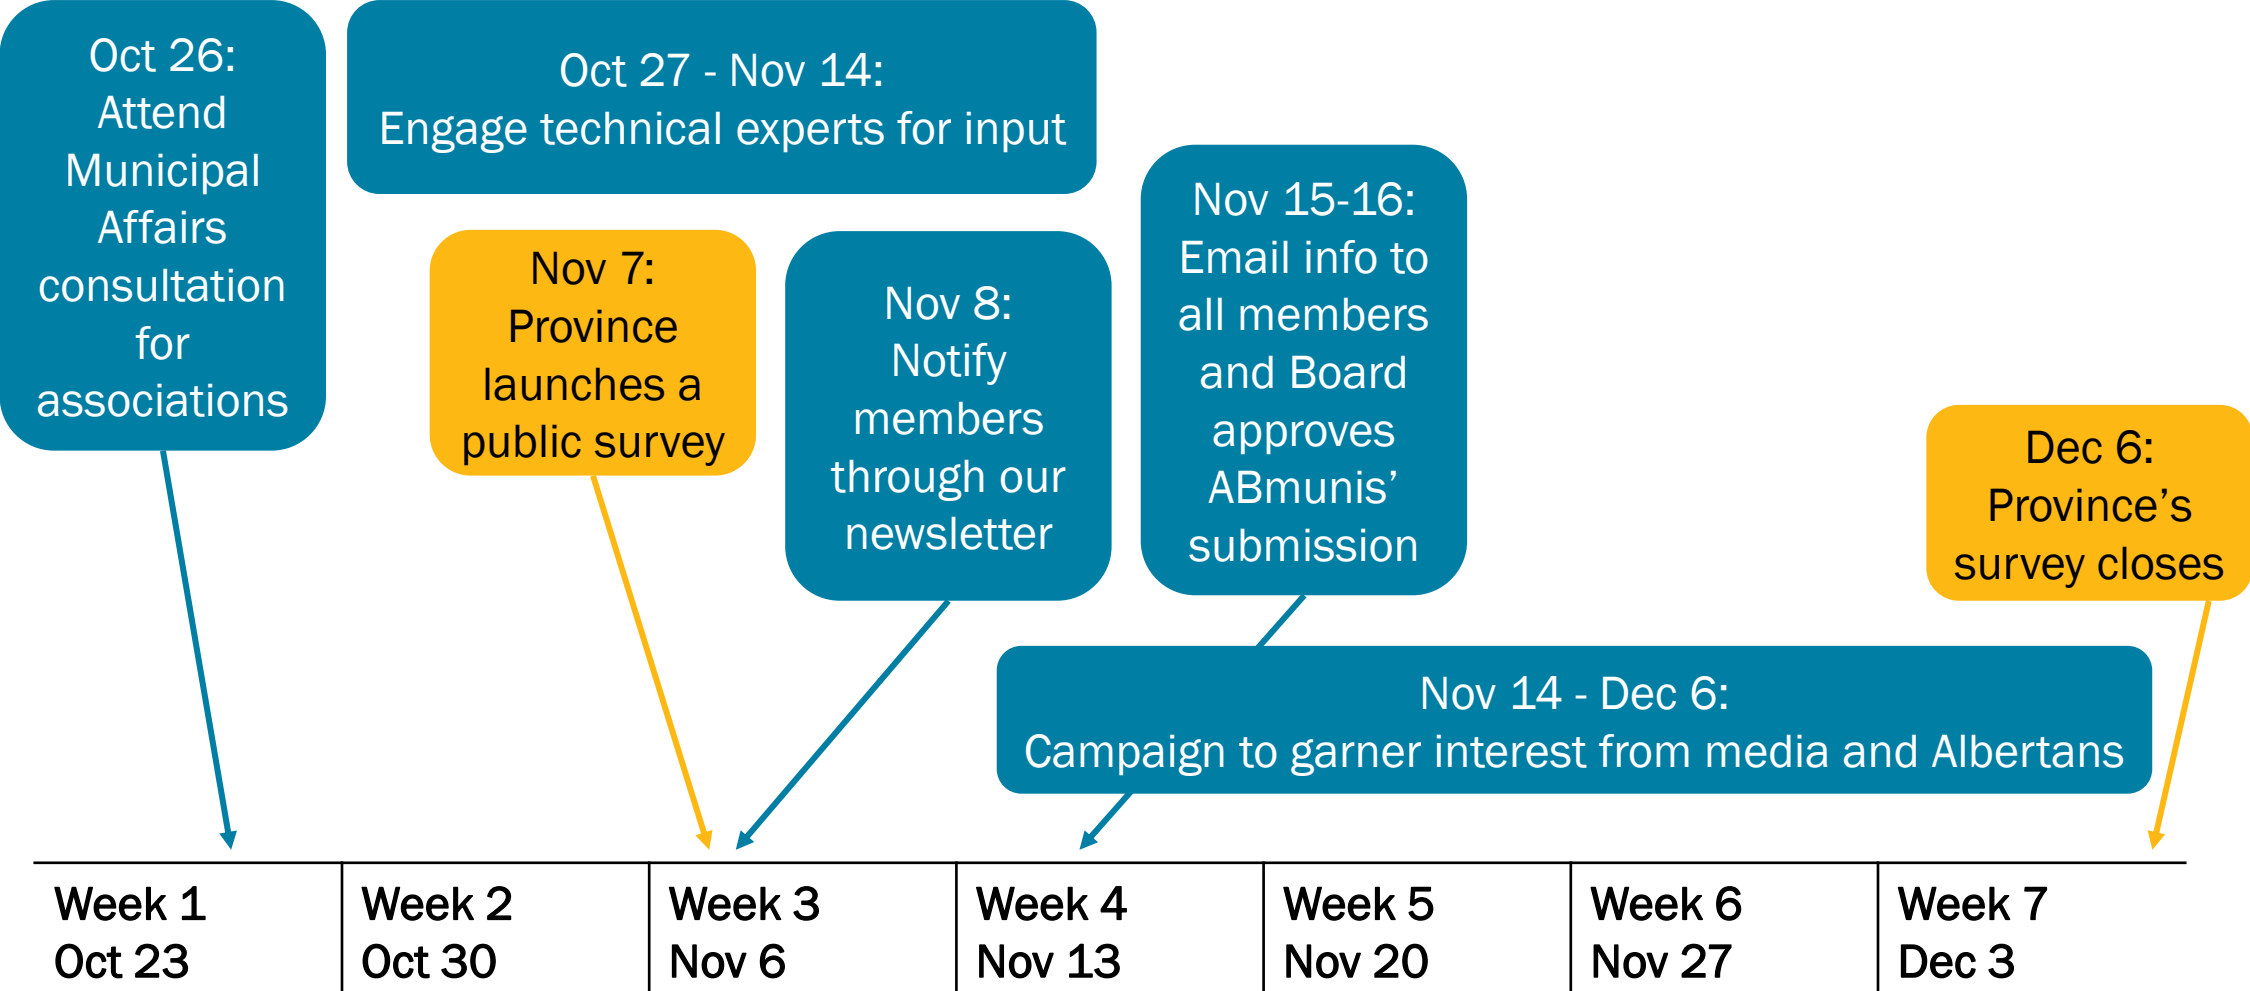 Oct 26:
Attend
Municipal
Affairs
consultation
for
associations
Oct 27 - Nov 14:
Engage technical experts for input
Nov 7:
Province
launches a
public survey
Nov 8:
Notify
members
through our
newsletter
Nov 15-16:
Email info to
all members
and Board
approves
ABmunis’
submission
Dec 6:
Province’s
survey closes
Nov 14 - Dec 6:
Campaign to garner interest from media and Albertans
Week 1
Oct 23
Week 2
Oct 30
Week 3
Nov 6
Week 4
Nov 13
Week 5
Nov 20
Week 6
Nov 27
Week 7
Dec 3